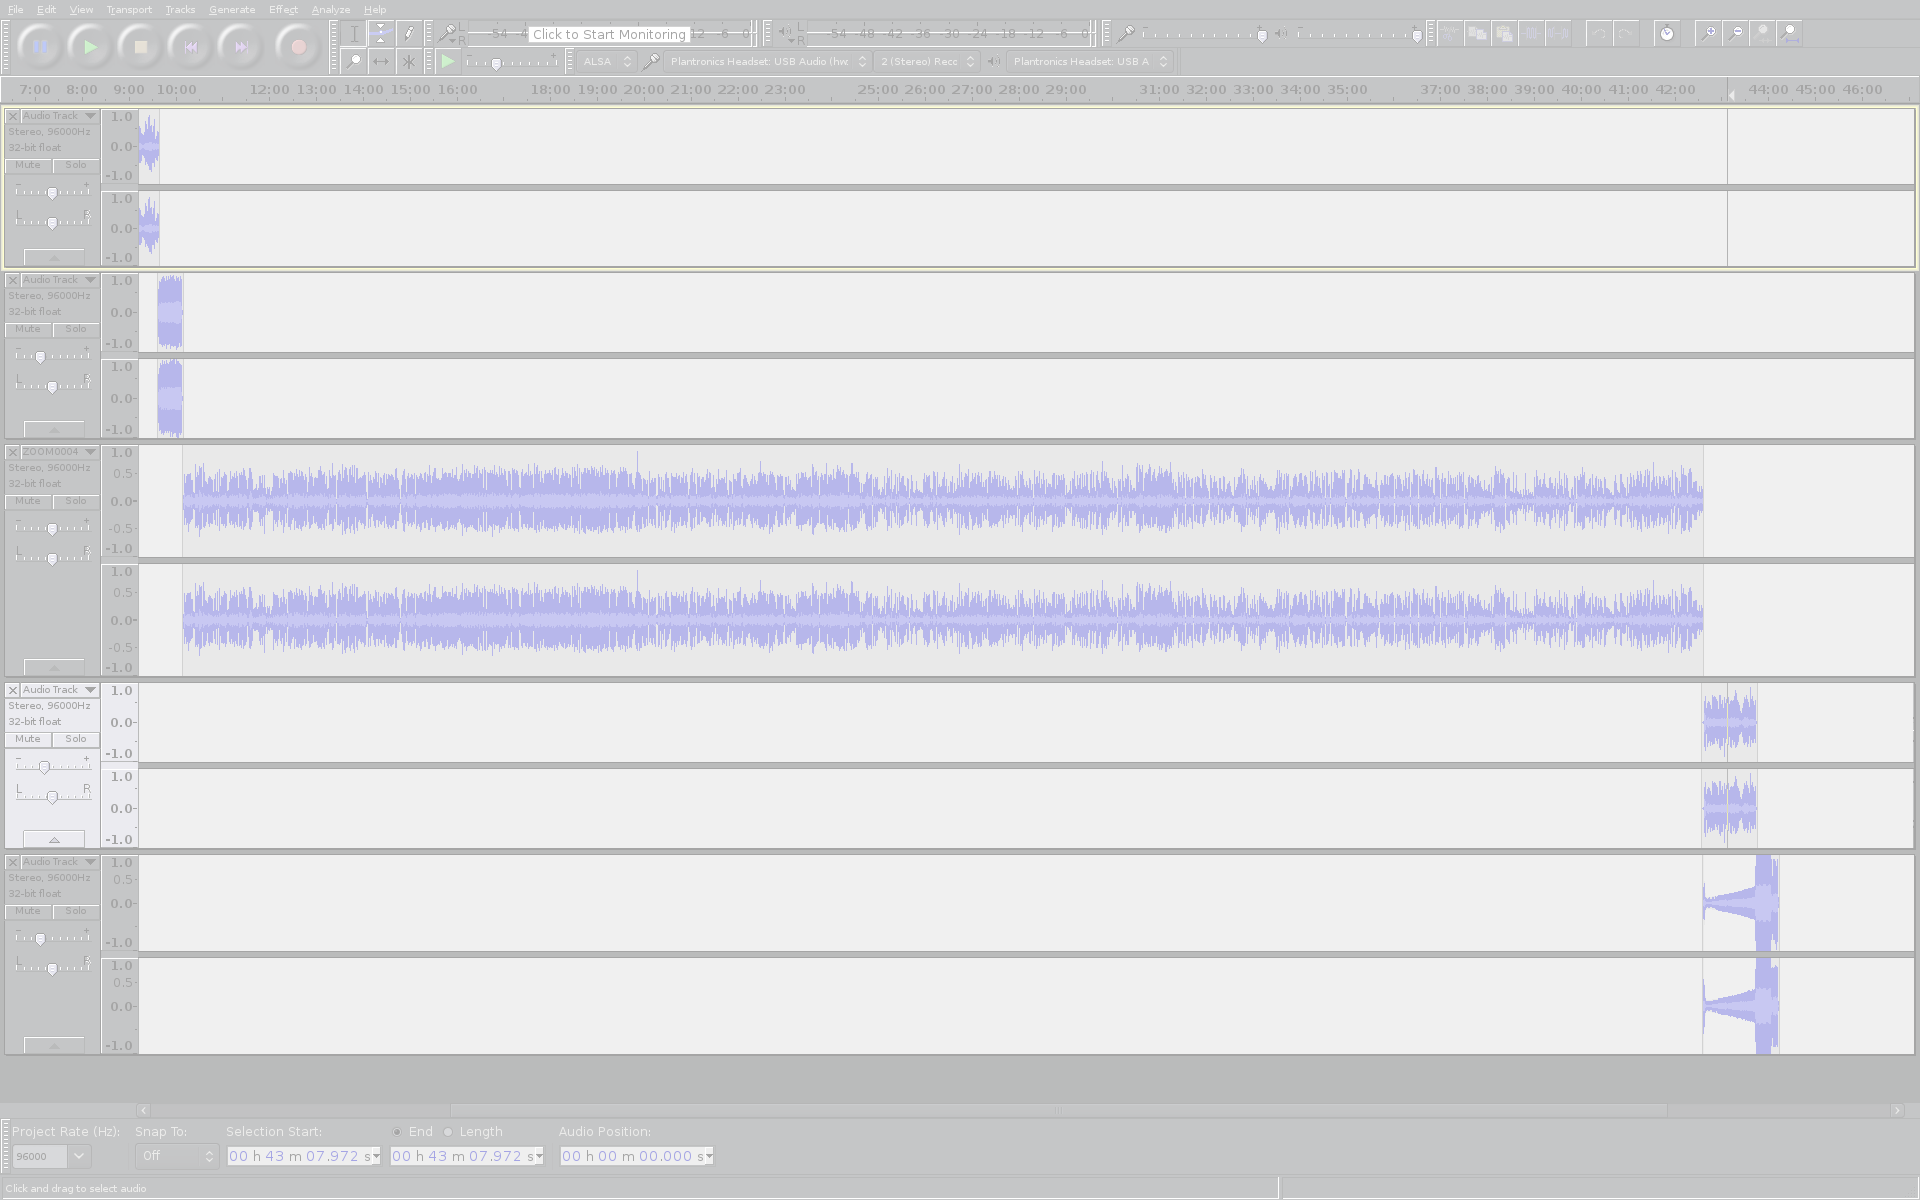 File Edit View Transport Tracks Generate Effect Analyze Help
L R -54 -4 Click to Start Monitoring 12 -6 0 L R -54 -48 -42 -36 -30 -24 -18 -12 -6 0
ALSA Plantronics Headset: USB Audio (hw: 2 (Stereo) Recc Plantronics Headset: USB A
7:00 8:00 9:00 10:00 12:00 13:00 14:00 15:00 16:00 18:00 19:00 20:00 21:00 22:00 23:00 25:00 26:00 27:00 28:00 29:00 31:00 32:00 33:00 34:00 35:00 37:00 38:00 39:00 40:00 41:00 42:00 44:00 45:00 46:00
Audio Track 1.0
Stereo, 96000Hz
32-bit float 0.0
Mute Solo
-1.0
- +
1.0
L R
0.0
-1.0
Audio Track 1.0
Stereo, 96000Hz
32-bit float 0.0
Mute Solo
-1.0
- +
1.0
L R
0.0
-1.0
ZOOM0004 1.0
Stereo, 96000Hz 0.5
32-bit float
Mute Solo 0.0
- + -0.5
L R -1.0
1.0
0.5
0.0
-0.5
-1.0
Audio Track 1.0
Stereo, 96000Hz
32-bit float 0.0
Mute Solo
-1.0
- +
1.0
L R
0.0
-1.0
Audio Track 1.0
Stereo, 96000Hz 0.5
32-bit float 0.0
Mute Solo
- + -1.0
L R 1.0
0.5
0.0
-1.0
Project Rate (Hz): Snap To: Selection Start: End Length Audio Position:
96000 Off 00 h 43 m 07.972 s 00 h 43 m 07.972 s 00 h 00 m 00.000 s
Click and drag to select audio